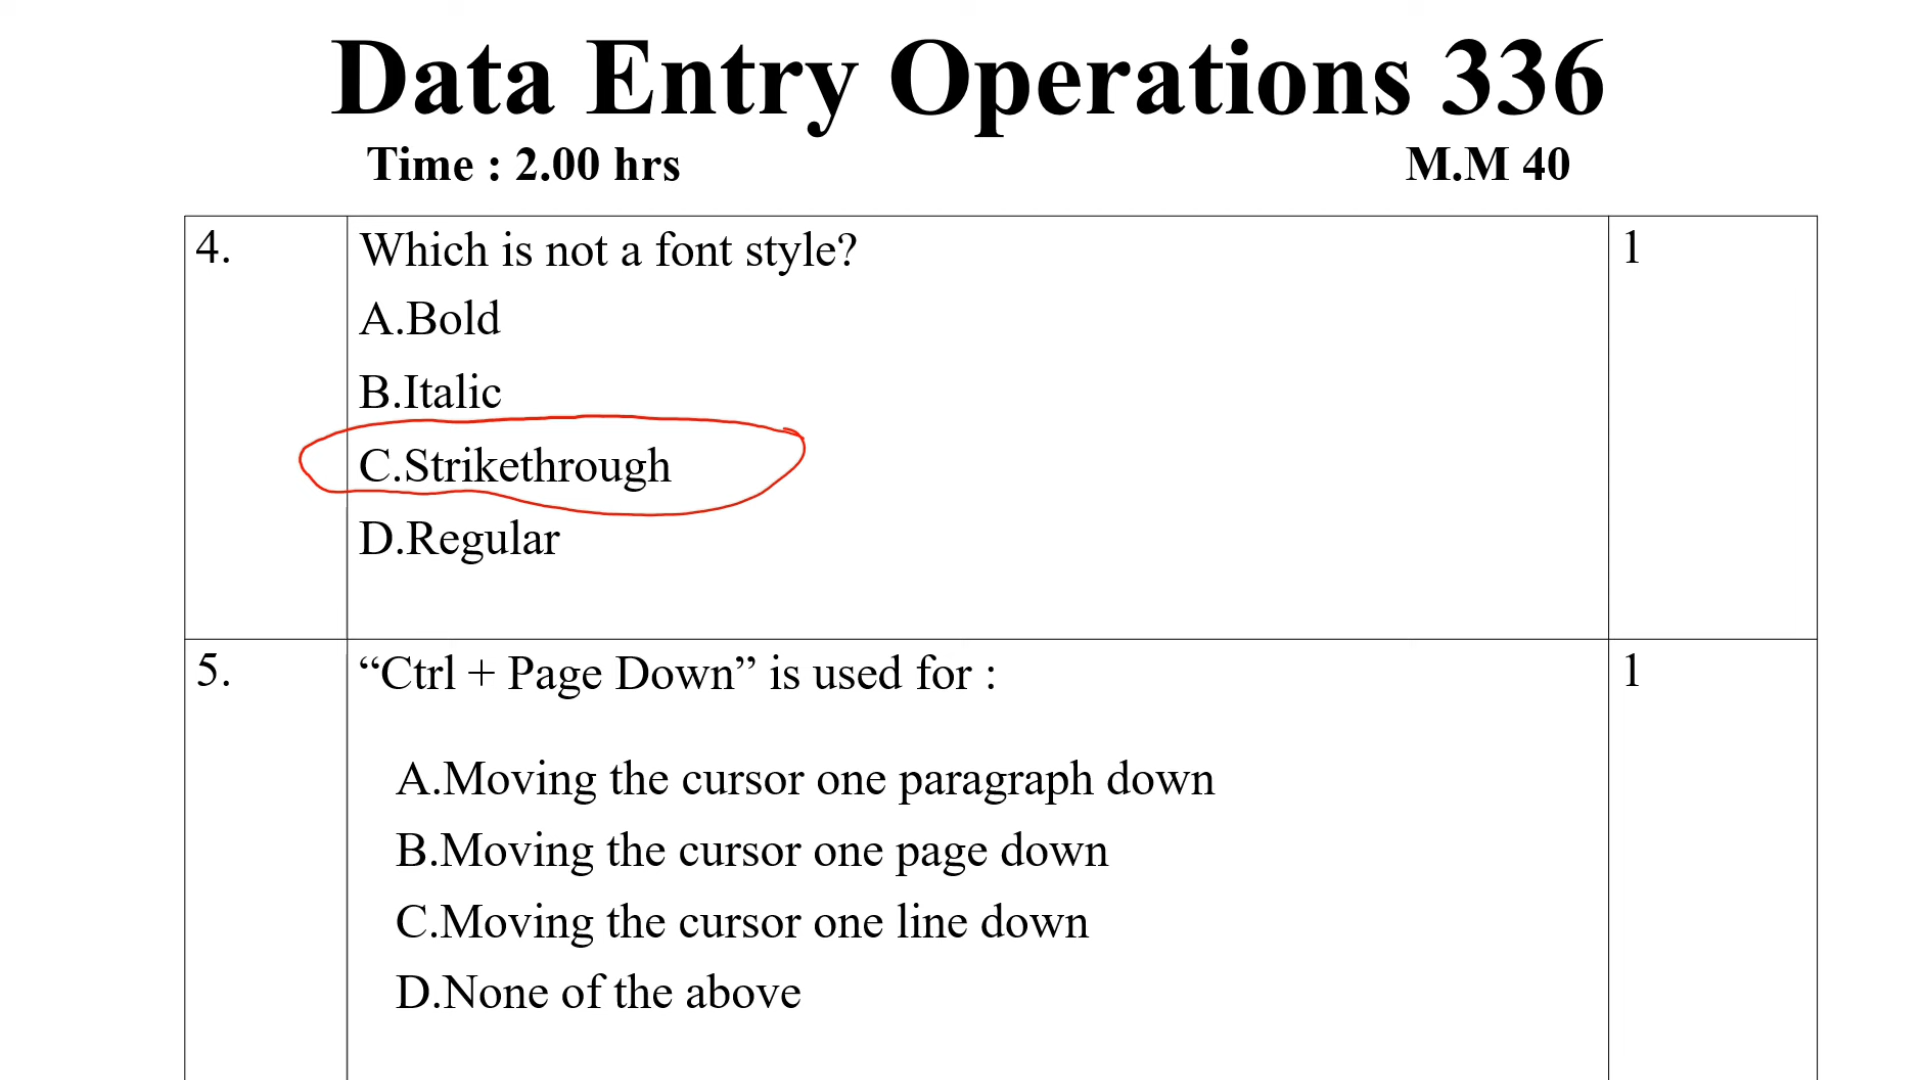 Data Entry Operations 336
Time : 2.00 hrs M.M 40
4. Which is not a font style? 1
A.Bold
B.Italic
C.Strikethrough
D.Regular
5. “Ctrl + Page Down” is used for : 1
A.Moving the cursor one paragraph down
B.Moving the cursor one page down
C.Moving the cursor one line down
D.None of the above